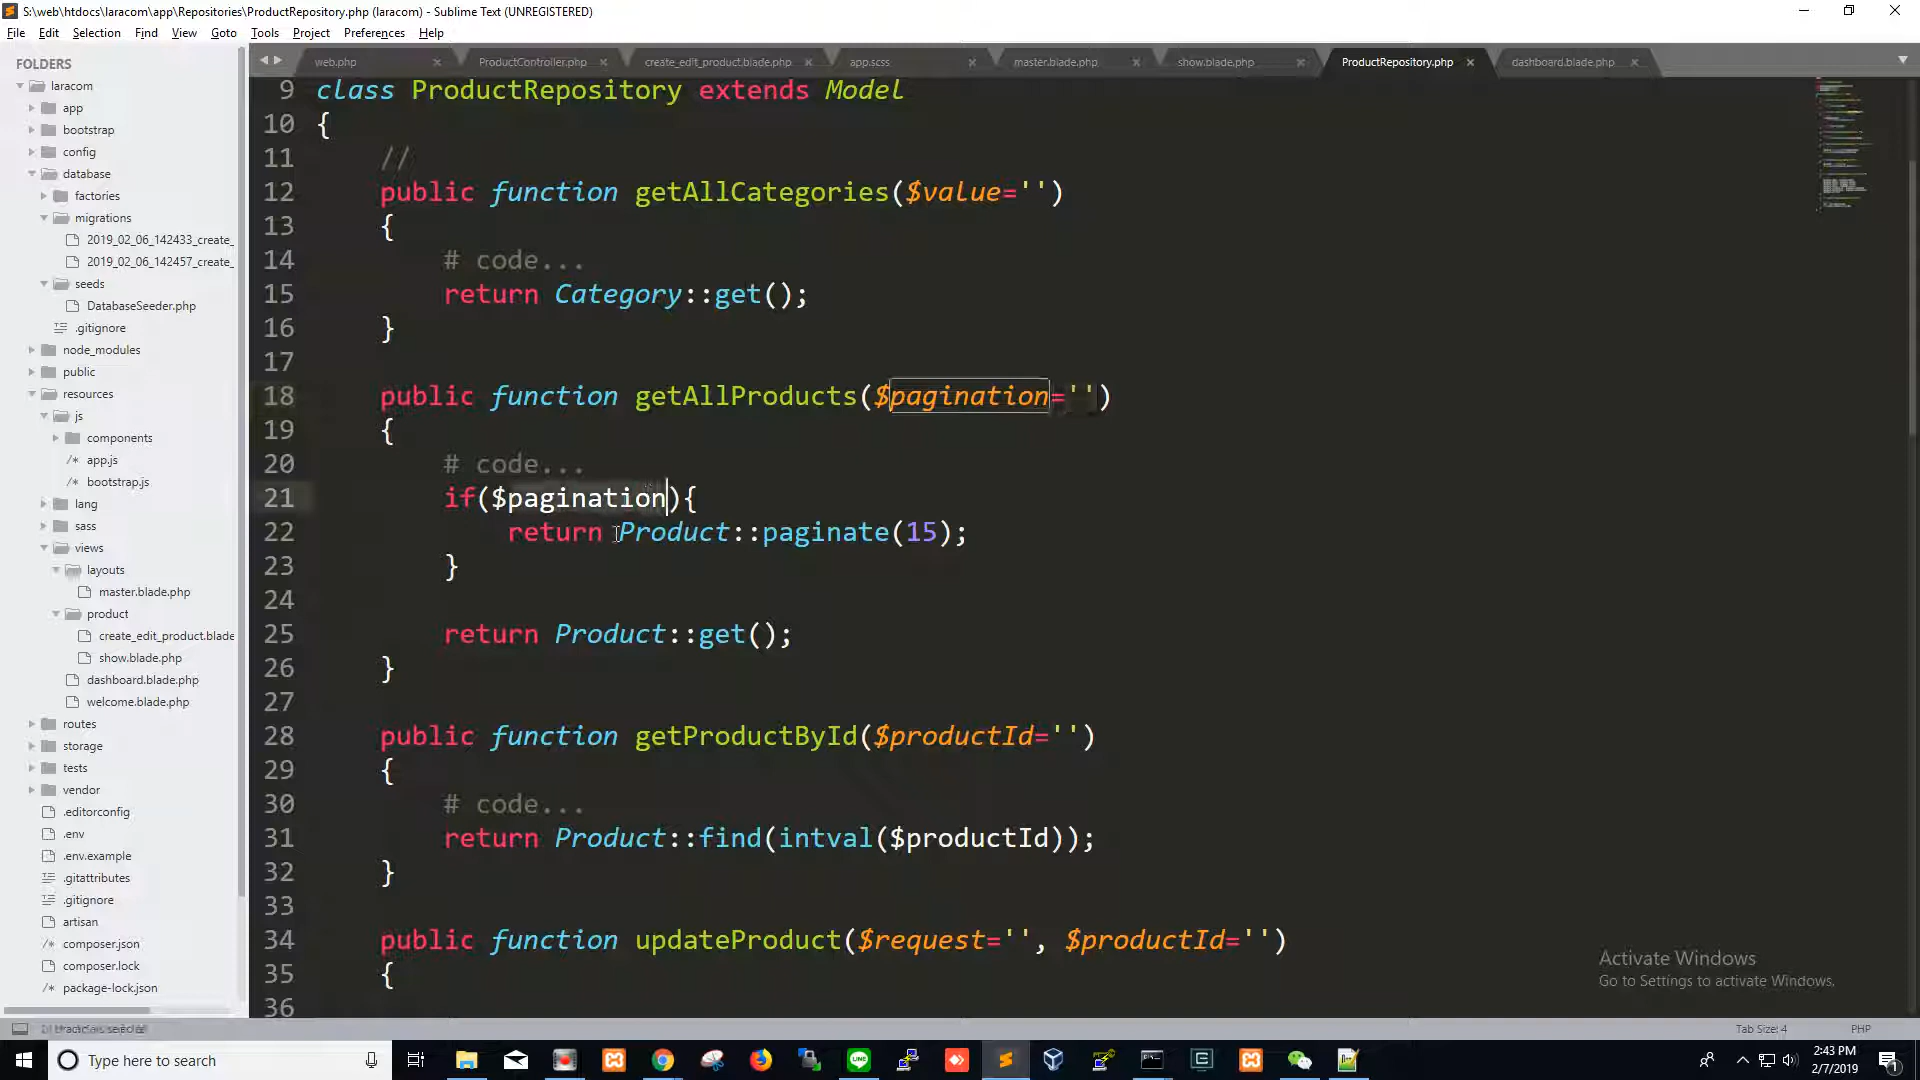 S:\web\htdocs\laracom\app\Repositories\ProductRepository.php (laracom) - Sublime Text (UNREGISTERED)
File Edit Selection Find View Goto Tools Project Preferences Help
FOLDERS
laracom
app
bootstrap
config
database
factories
migrations
2019_02_06_142433_create_
2019_02_06_142457_create_
seeds
DatabaseSeeder.php
.gitignore
node_modules
public
resources
js
components
app.js
bootstrap.js
lang
sass
views
layouts
master.blade.php
product
create_edit_product.blade
show.blade.php
dashboard.blade.php
welcome.blade.php
routes
storage
tests
vendor
.editorconfig
.env
.env.example
.gitattributes
.gitignore
artisan
composer.json
composer.lock
package-lock.json
web.php ProductController.php create_edit_product.blade.php app.scss master.blade.php show.blade.php ProductRepository.php dashboard.blade.php
9 class ProductRepository extends Model
10 {
11 //
12 public function getAllCategories($value='')
13 {
14 # code...
15 return Category::get();
16 }
17
18 public function getAllProducts($pagination='')
19 {
20 # code...
21 if($pagination){
22 return Product::paginate(15);
23 }
24
25 return Product::get();
26 }
27
28 public function getProductById($productId='')
29 {
30 # code...
31 return Product::find(intval($productId));
32 }
33
34 public function updateProduct($request='', $productId='')
35 {
36
Activate Windows
Go to Settings to activate Windows.
Tab Size: 4 PHP
Type here to search
2:43 PM
2/7/2019
1